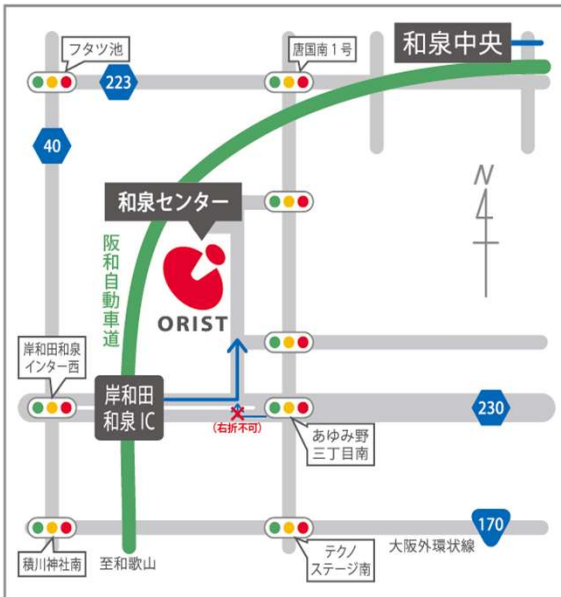 フタツ池
唐国南1号
和泉中央
223
40
N
和泉センター
阪和自動車道
ORIST
岸和田和泉
インター西
岸和田
和泉IC
230
(右折不可)
あゆみ野
三丁目南
170
積川神社南
至和歌山
テクノ
ステージ南
大阪外環状線